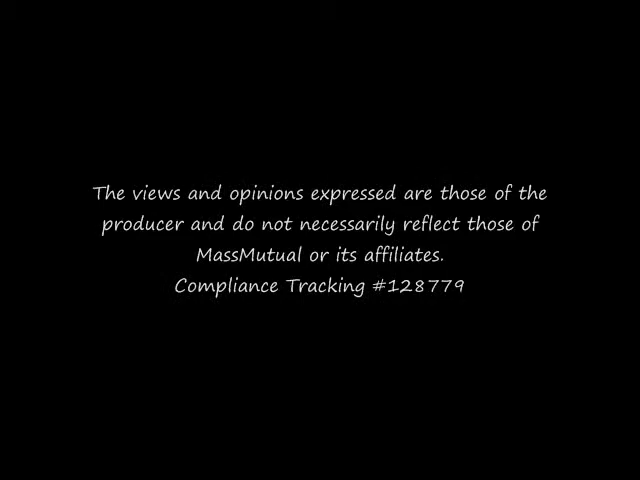 The views and opinions expressed are those of the
producer and do not necessarily reflect those of
MassMutual or its affiliates.
Compliance Tracking #128779